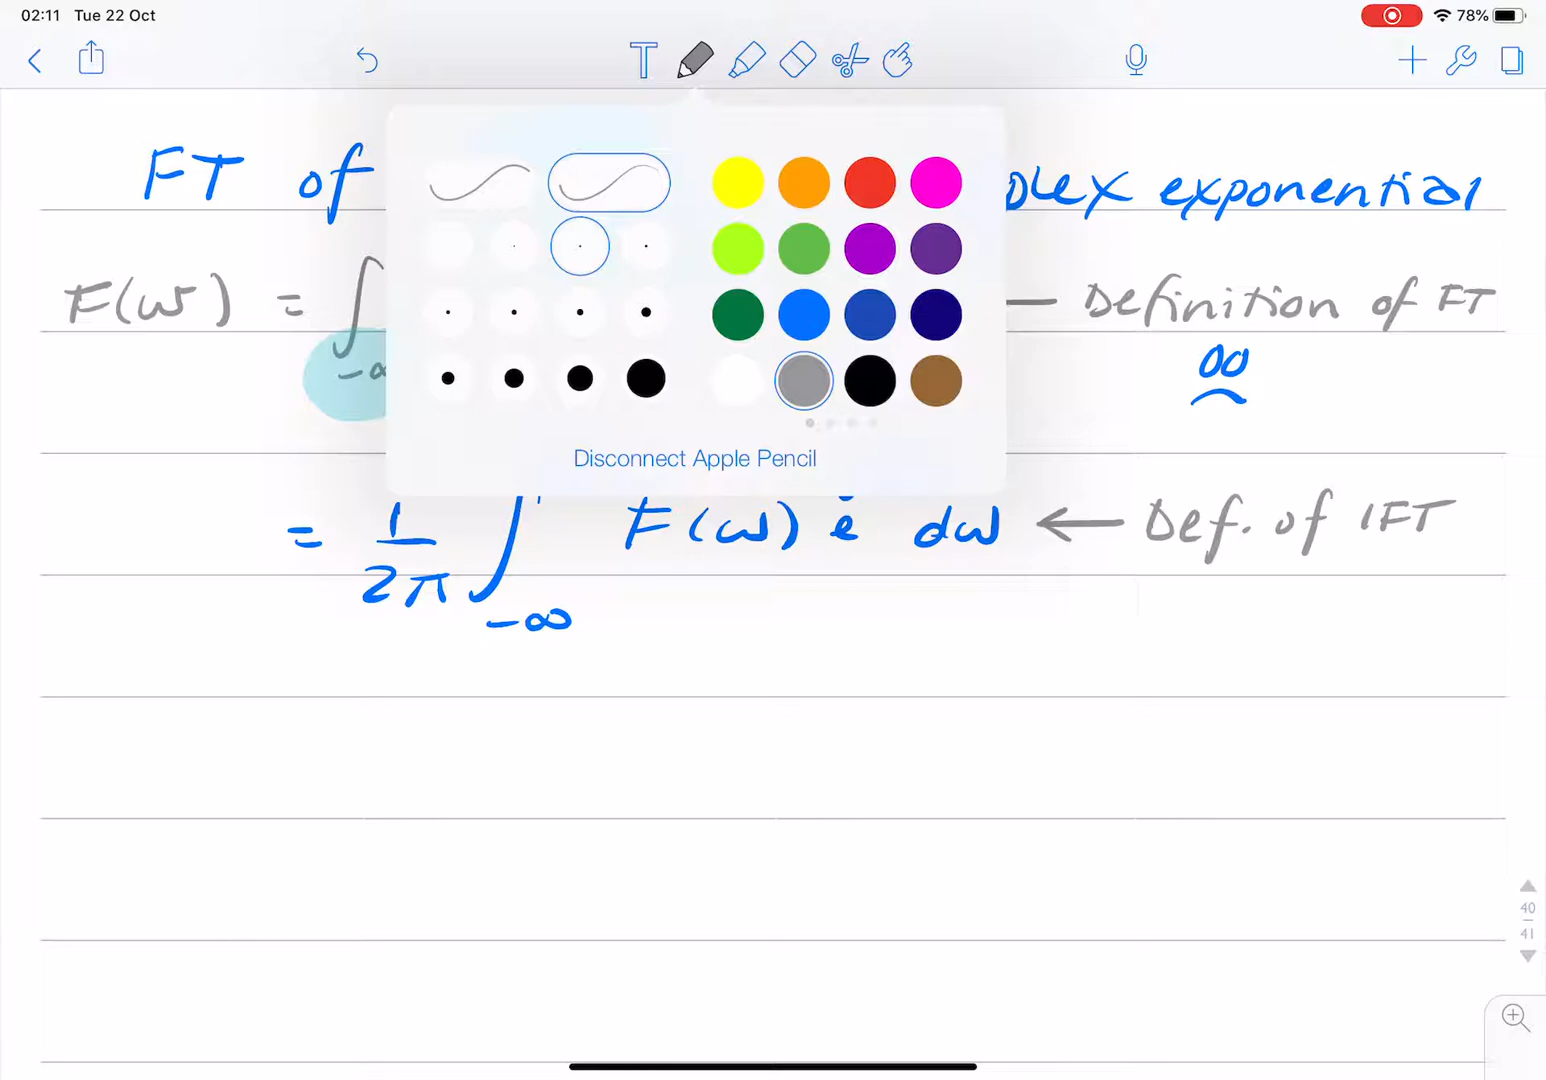 02:11 Tue 22 Oct 78%
T
FT of exponential
F(ω) = ∫ — Definition of FT
-∞
Disconnect Apple Pencil
= 1/2π ∫ F(ω) e dω ← Def. of IFT
-∞
40
41